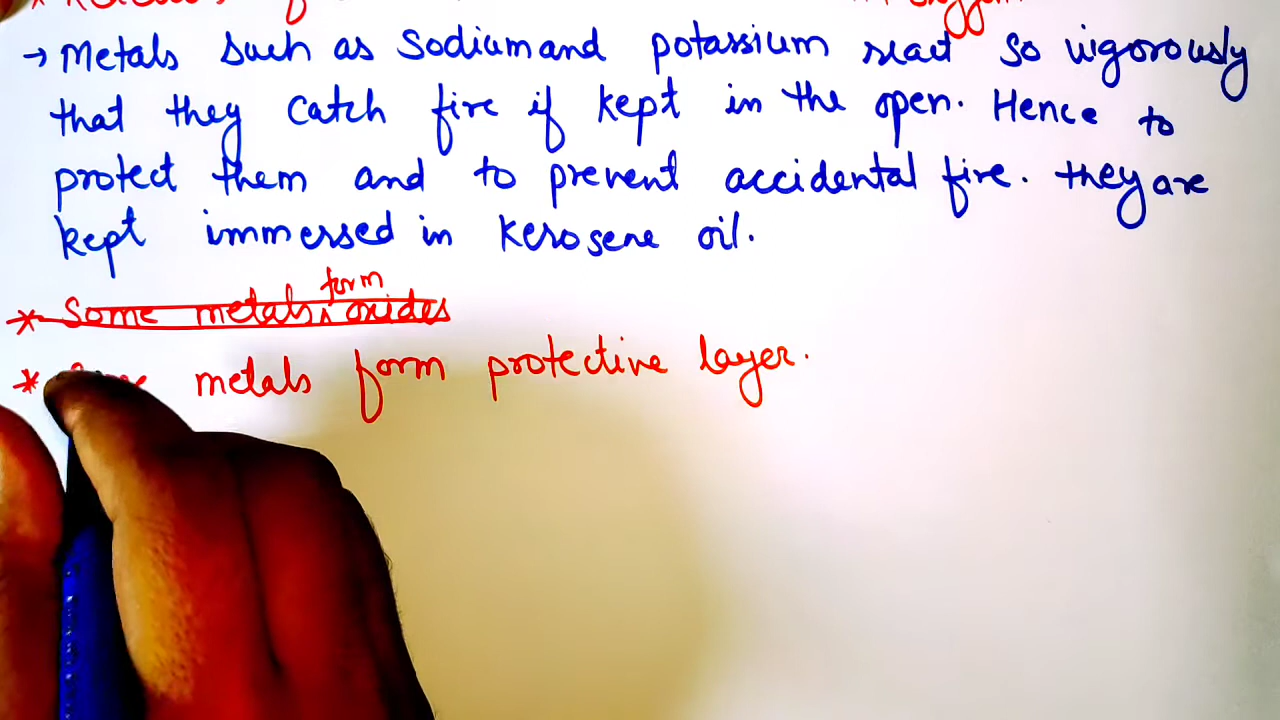 → Metals such as sodium and potassium react so vigorously
that they catch fire if kept in the open. Hence to
protect them and to prevent accidental fire. they are
kept immersed in kerosene oil.
* Some metals form oxides
* metals form protective layer.